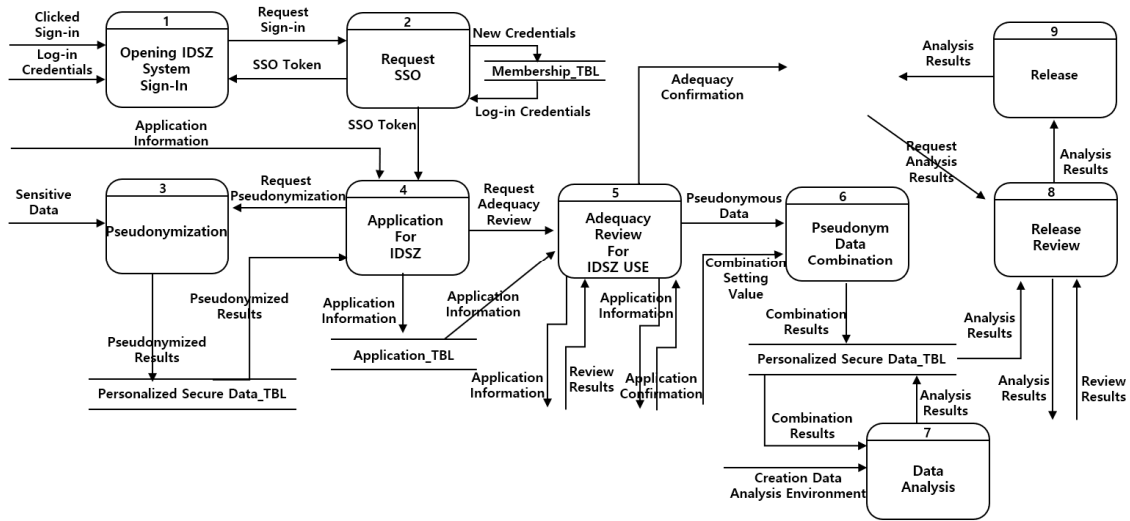 Clicked
Sign-in
Log-in
Credentials
1
Opening IDSZ
System
Sign-In
Request
Sign-in
SSO Token
2
Request
SSO
New Credentials
Membership_TBL
Log-in Credentials
SSO Token
Application
Information
Sensitive
Data
3
Pseudonymization
Request
Pseudonymization
4
Application
For
IDSZ
Request
Adequacy
Review
5
Adequacy
Review
For
IDSZ USE
Adequacy
Confirmation
Pseudonymous
Data
Combination
Setting
Value
6
Pseudonym
Data
Combination
Analysis
Results
9
Release
Request
Analysis
Results
Analysis
Results
8
Release
Review
Pseudonymized
Results
Pseudonymized
Results
Personalized Secure Data_TBL
Application
Information
Application
Information
Application_TBL
Application
Information
Review
Results
Application
Information
Application
Confirmation
Combination
Results
Personalized Secure Data_TBL
Analysis
Results
Analysis
Results
Review
Results
Combination
Results
Analysis
Results
7
Data
Analysis
Creation Data
Analysis Environment